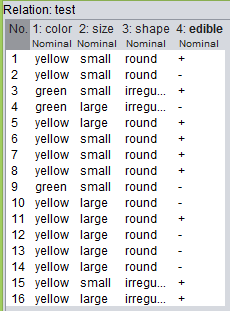 Relation: test
No. 1: color 2: size 3: shape 4: edible
Nominal Nominal Nominal Nominal
1 yellow small round +
2 yellow small round -
3 green small irregu... +
4 green large irregu... -
5 yellow large round +
6 yellow small round +
7 yellow small round +
8 yellow small round +
9 green small round -
10 yellow large round -
11 yellow large round +
12 yellow large round -
13 yellow large round -
14 yellow large round -
15 yellow small irregu... +
16 yellow large irregu... +